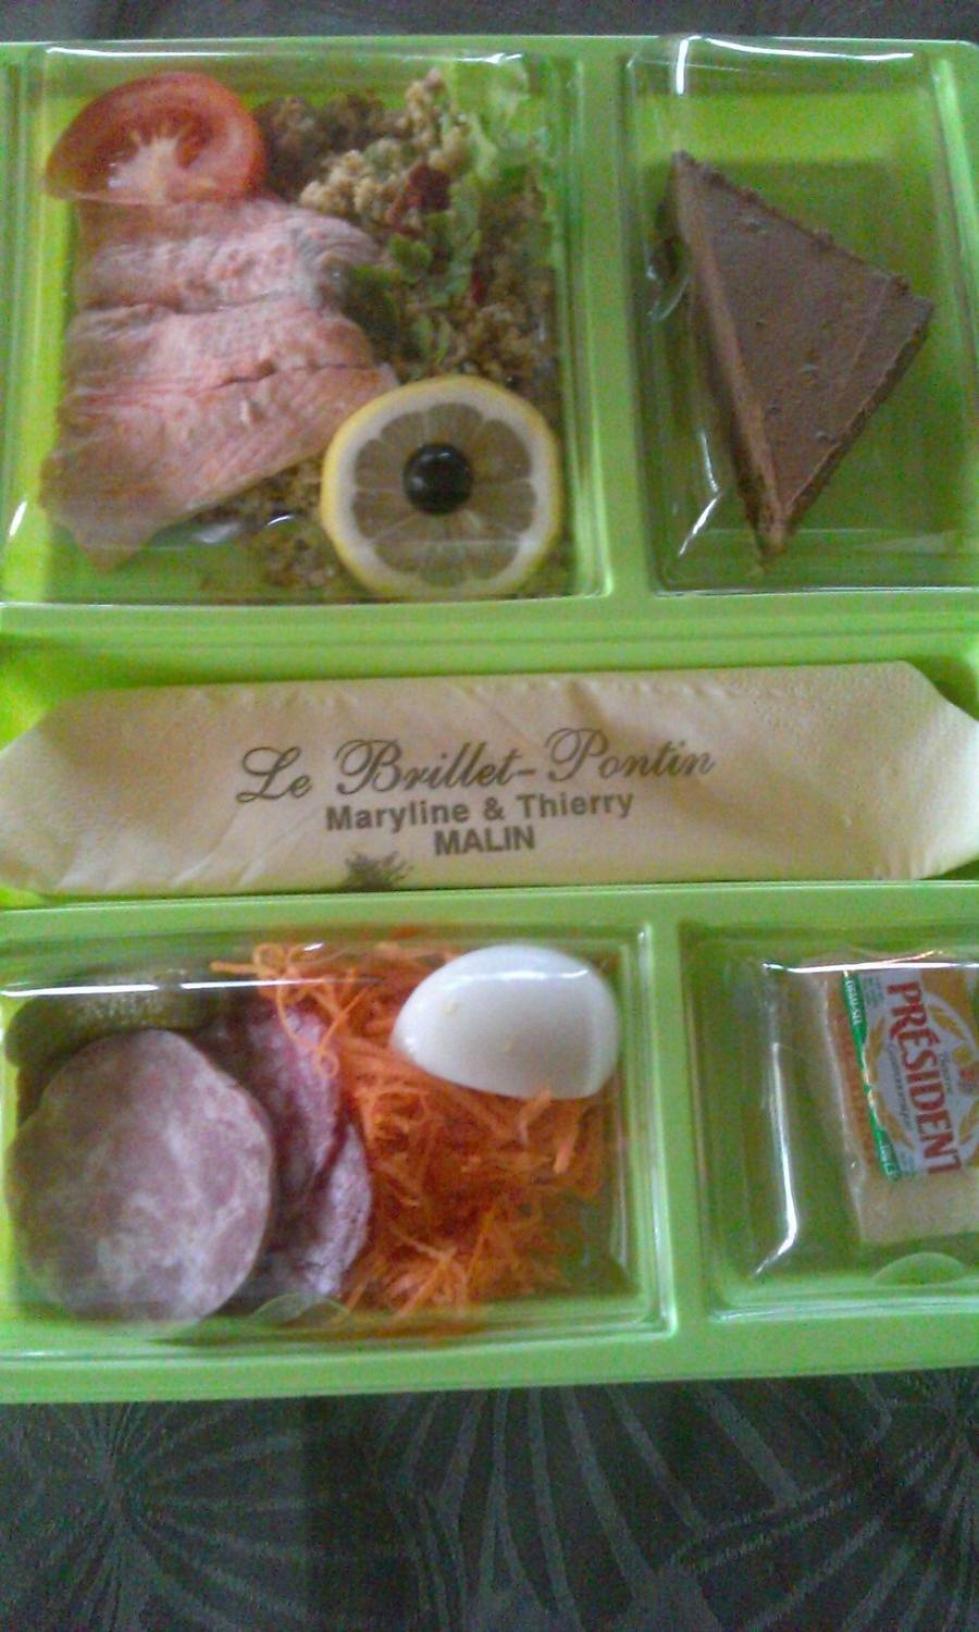 Le Brillet-Pontin
Maryline & Thierry
MALIN
PRÉSIDENT